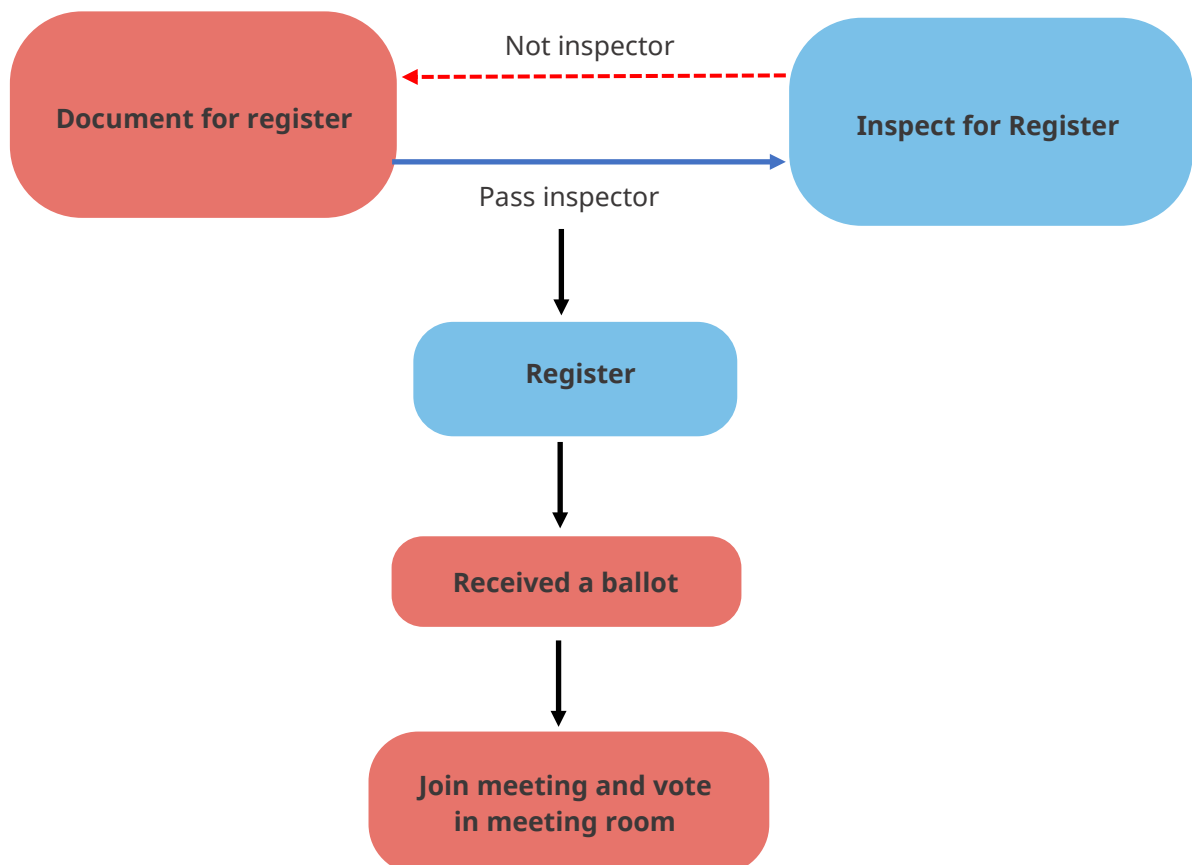 Not inspector
Document for register
Inspect for Register
Pass inspector
Register
Received a ballot
Join meeting and vote
in meeting room